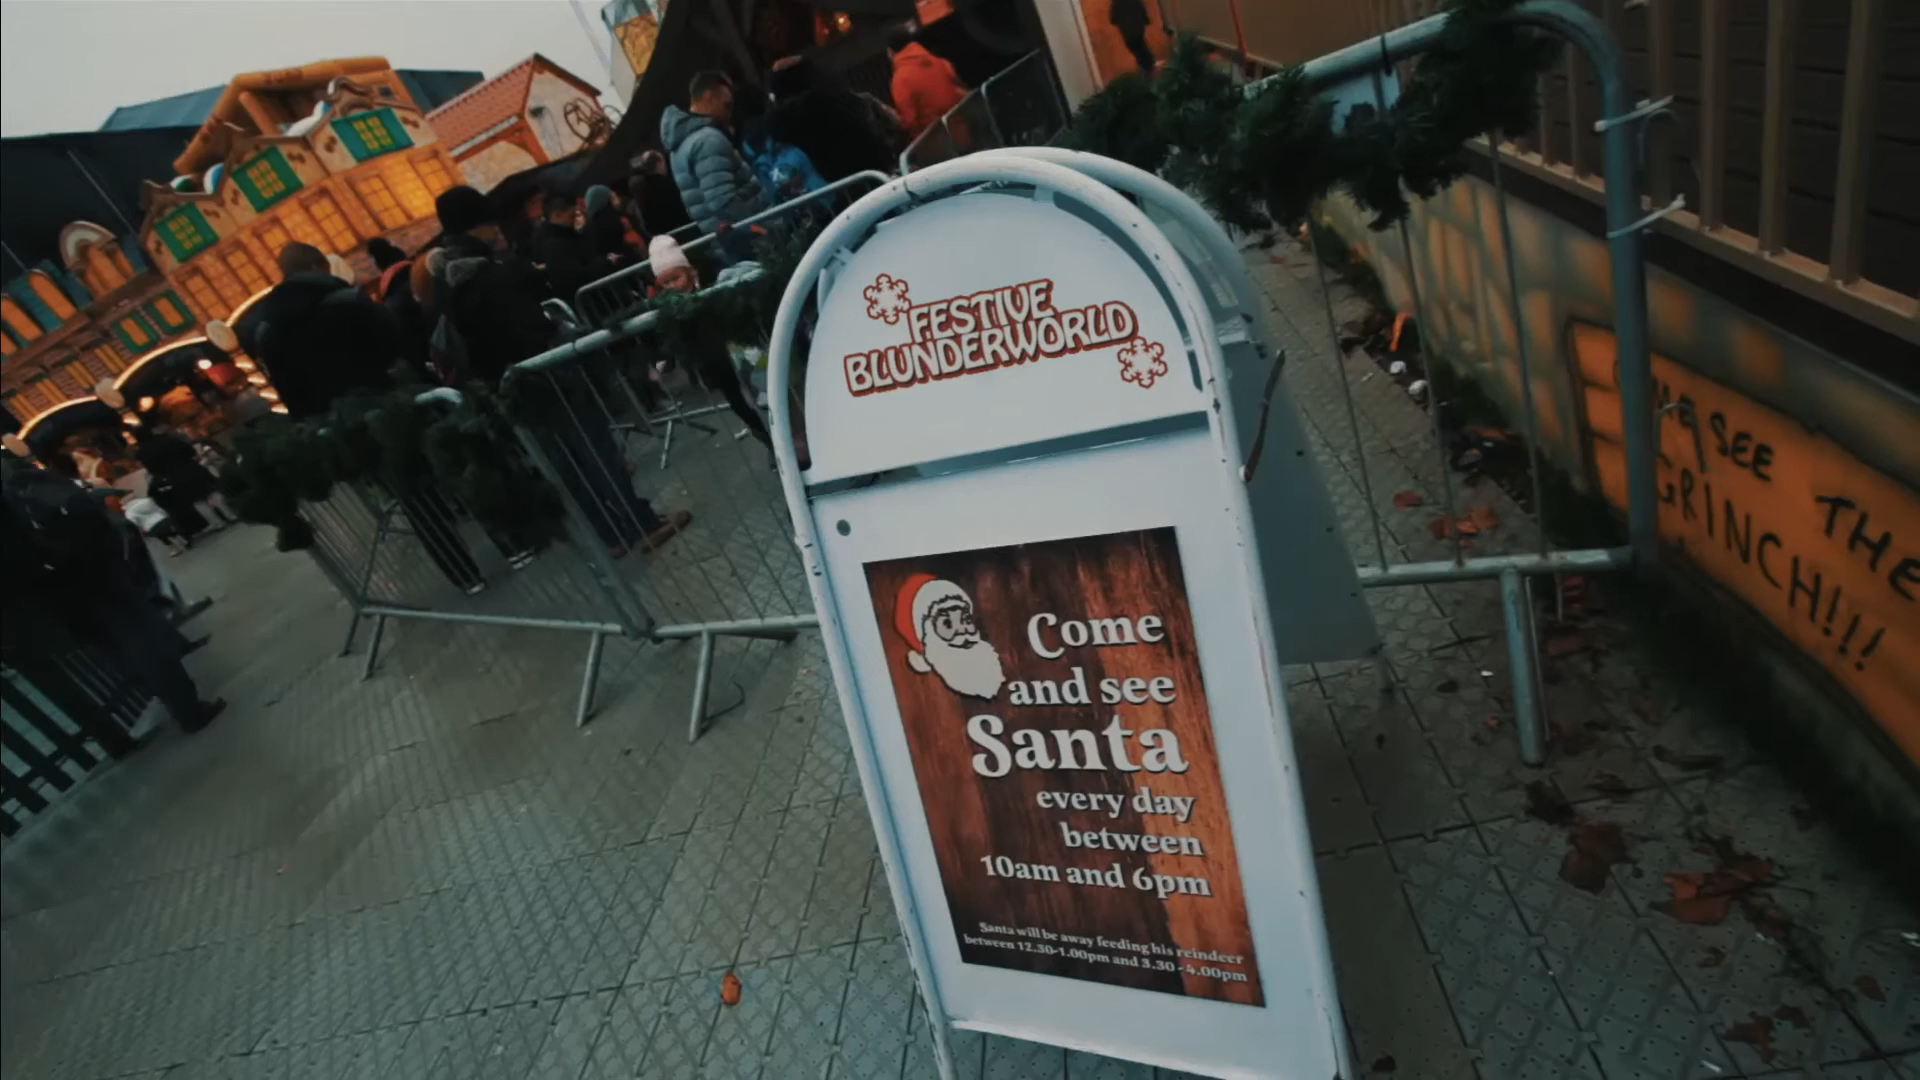 FESTIVE
BLUNDERWORLD
Come
and see
Santa
every day
between
10am and 6pm
Santa will be away feeding his reindeer
between 12.30-1.00pm and 3.30 - 4.00pm
SEE THE
GRINCH!!!